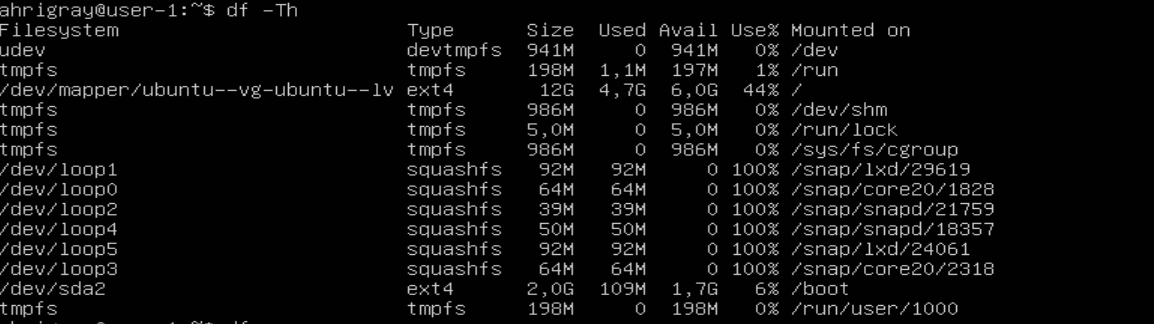 ahrigray@user-1:~$ df -Th
Filesystem Type Size Used Avail Use% Mounted on
udev devtmpfs 941M 0 941M 0% /dev
tmpfs tmpfs 198M 1,1M 197M 1% /run
/dev/mapper/ubuntu--vg-ubuntu--lv ext4 12G 4,7G 6,0G 44% /
tmpfs tmpfs 986M 0 986M 0% /dev/shm
tmpfs tmpfs 5,0M 0 5,0M 0% /run/lock
tmpfs tmpfs 986M 0 986M 0% /sys/fs/cgroup
/dev/loop1 squashfs 92M 92M 0 100% /snap/lxd/29619
/dev/loop0 squashfs 64M 64M 0 100% /snap/core20/1828
/dev/loop2 squashfs 39M 39M 0 100% /snap/snapd/21759
/dev/loop4 squashfs 50M 50M 0 100% /snap/snapd/18357
/dev/loop5 squashfs 92M 92M 0 100% /snap/lxd/24061
/dev/loop3 squashfs 64M 64M 0 100% /snap/core20/2318
/dev/sda2 ext4 2,0G 109M 1,7G 6% /boot
tmpfs tmpfs 198M 0 198M 0% /run/user/1000